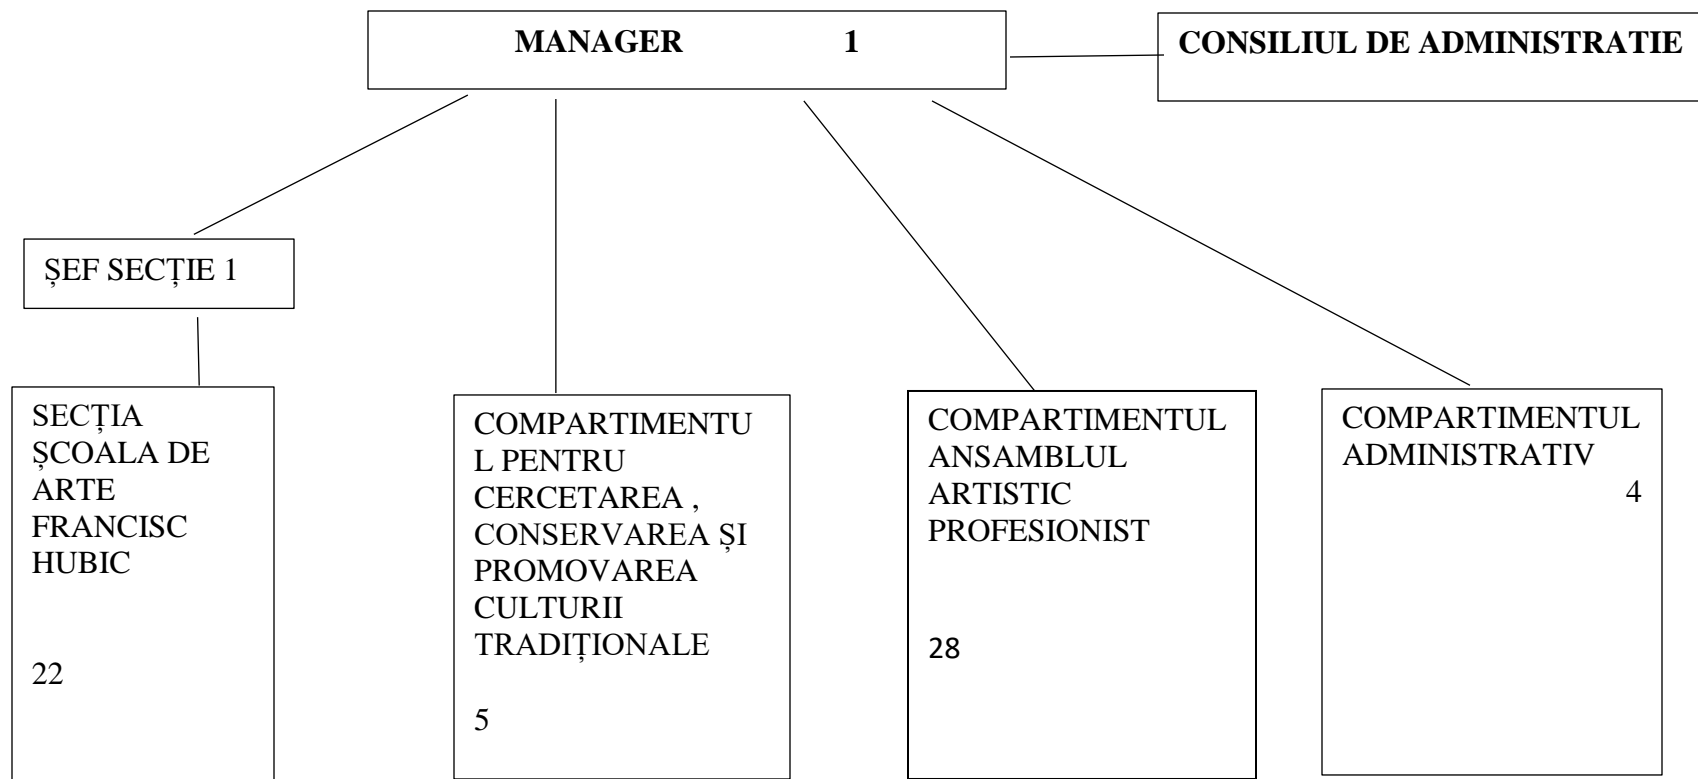 MANAGER 1
CONSILIUL DE ADMINISTRATIE
ȘEF SECȚIE 1
SECȚIA
ȘCOALA DE
ARTE
FRANCISC
HUBIC
22
COMPARTIMENTU
L PENTRU
CERCETAREA ,
CONSERVAREA ȘI
PROMOVAREA
CULTURII
TRADIȚIONALE
5
COMPARTIMENTUL
ANSAMBLUL
ARTISTIC
PROFESIONIST
28
COMPARTIMENTUL
ADMINISTRATIV
4